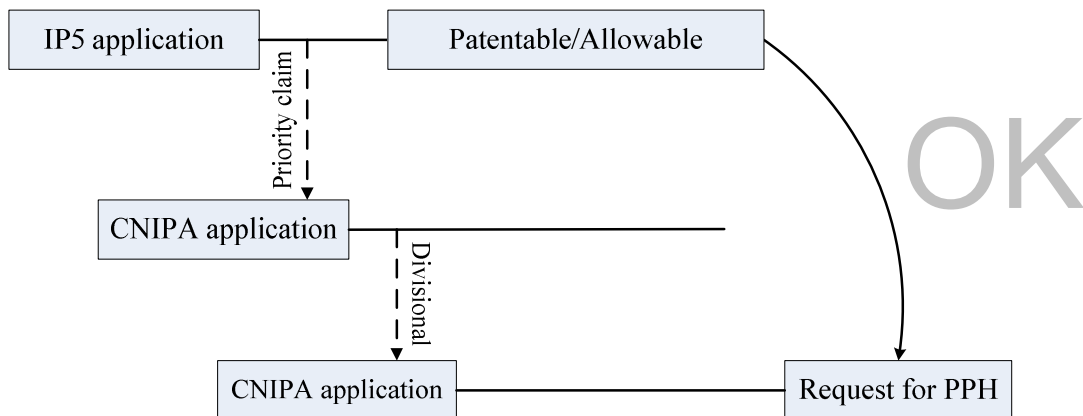 IP5 application
Patentable/Allowable
Priority claim
OK
CNIPA application
Divisional
CNIPA application
Request for PPH